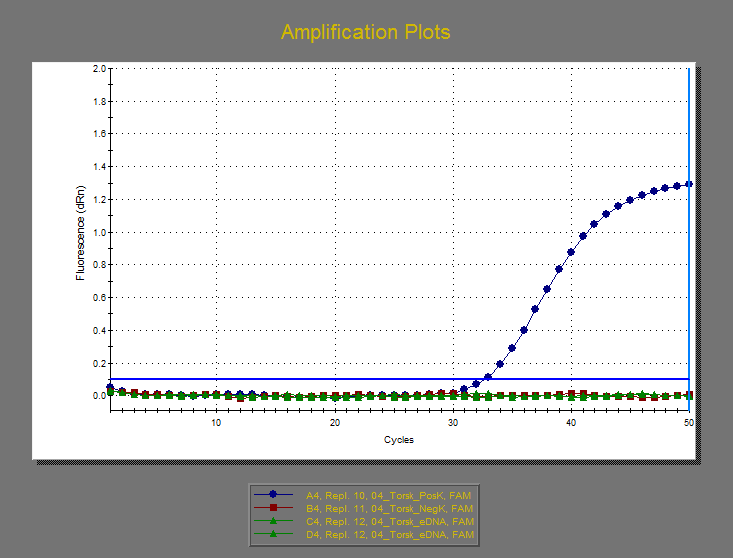 Amplification Plots
2.0
1.8
1.6
1.4
1.2
1.0
0.8
0.6
0.4
0.2
0.0
Fluorescence (dRn)
10
20
30
40
50
Cycles
A4, Repl. 10, 04_Torsk_PosK, FAM
B4, Repl. 11, 04_Torsk_NegK, FAM
C4, Repl. 12, 04_Torsk_eDNA, FAM
D4, Repl. 12, 04_Torsk_eDNA, FAM